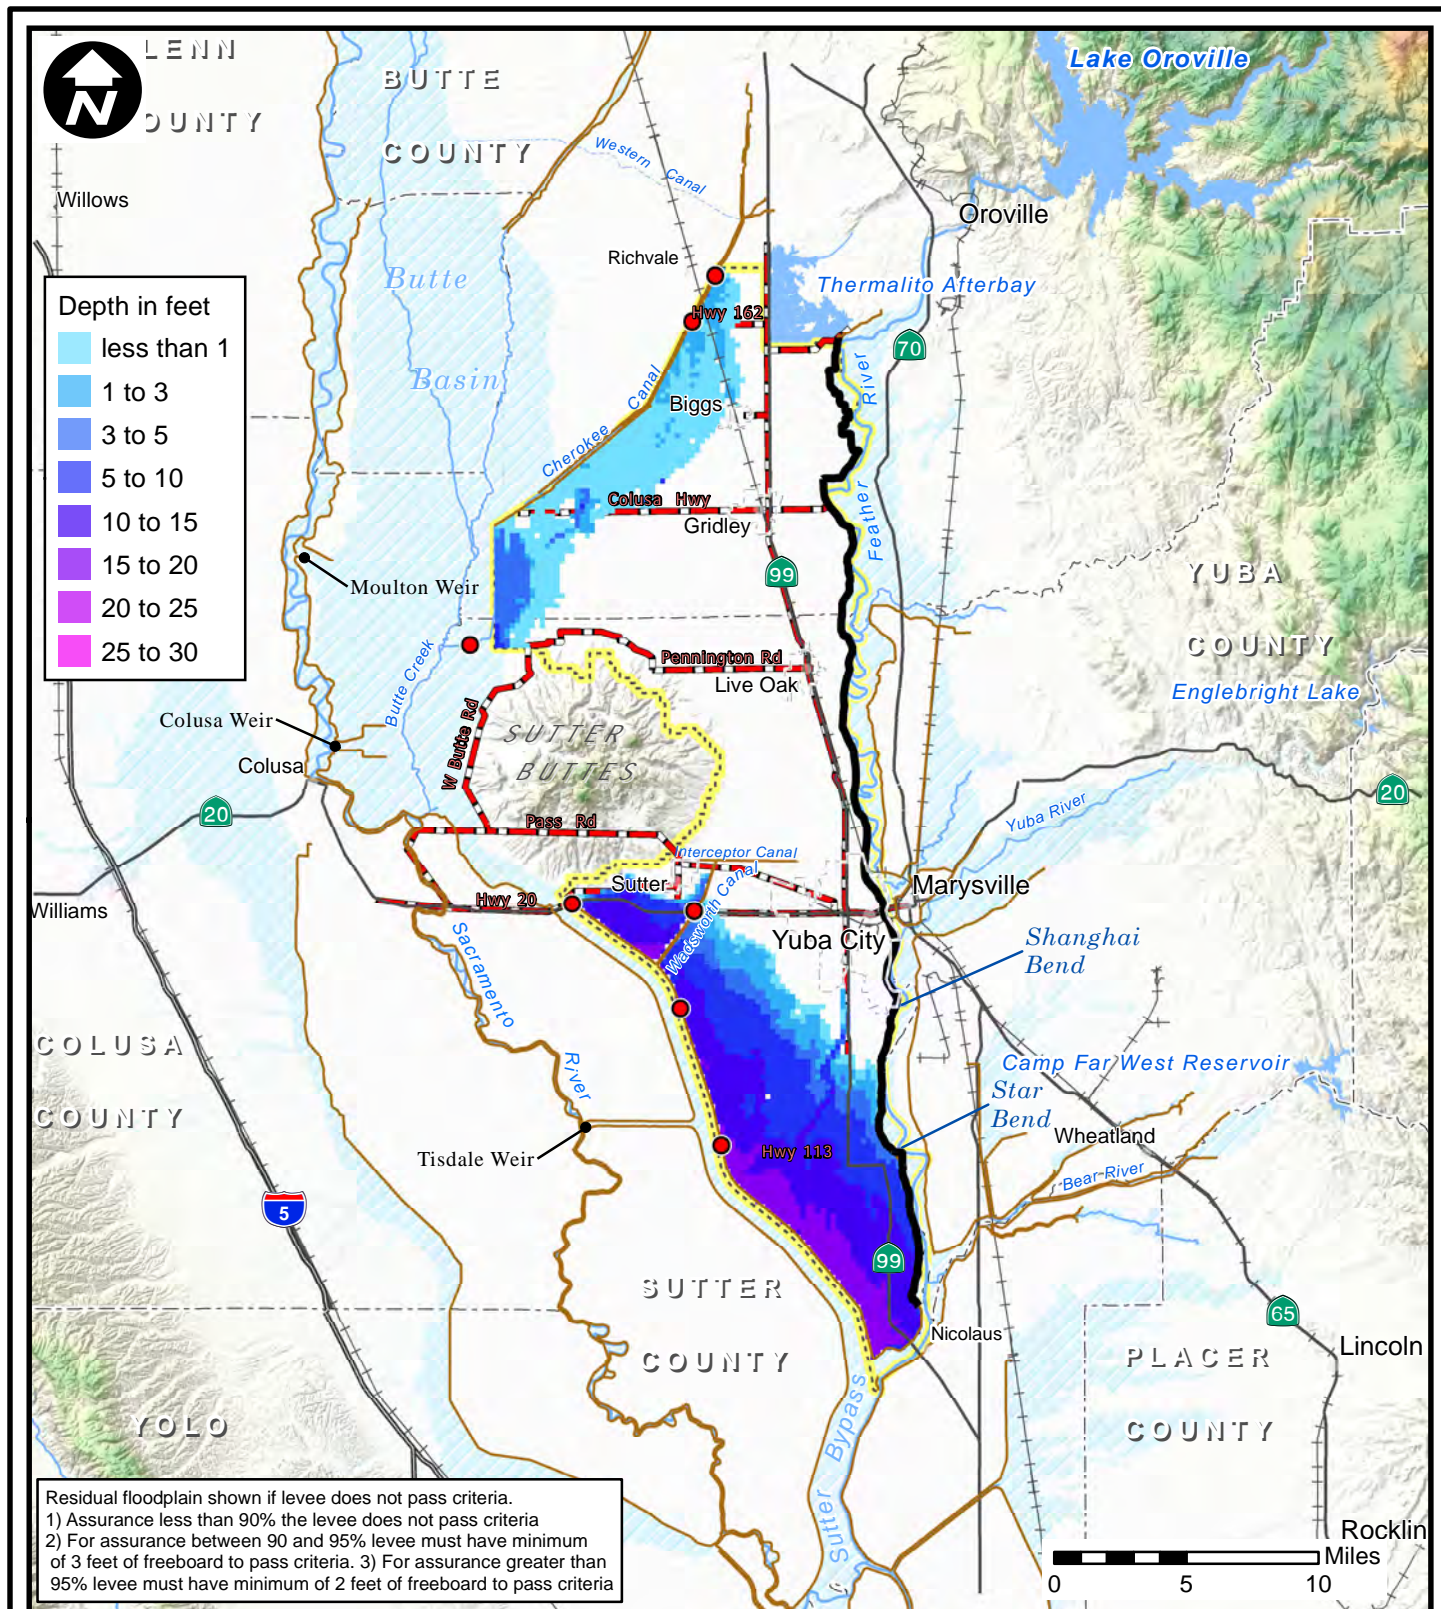 LENN
COUNTY
N
BUTTE
COUNTY
Lake Oroville
Western Canal
Willows
Oroville
Richvale
Butte
Basin
Thermalito Afterbay
Depth in feet
less than 1
1 to 3
3 to 5
5 to 10
10 to 15
15 to 20
20 to 25
25 to 30
Hwy 162
70
Feather River
Cherokee Canal
Biggs
Colusa Hwy
Gridley
99
Moulton Weir
YUBA
COUNTY
Butte Creek
Pennington Rd
Live Oak
Englebright Lake
Colusa Weir
Colusa
W Butte Rd
SUTTER
BUTTES
20
20
Yuba River
Pass Rd
Interceptor Canal
Sutter
Wadsworth Canal
Marysville
Hwy 20
Williams
Yuba City
Sacramento River
Shanghai
Bend
COLUSA
COUNTY
Camp Far West Reservoir
Star
Bend
Wheatland
Hwy 113
Tisdale Weir
Bear River
5
99
SUTTER
COUNTY
65
Nicolaus
Lincoln
PLACER
COUNTY
YOLO
Sutter Bypass
Residual floodplain shown if levee does not pass criteria.
1) Assurance less than 90% the levee does not pass criteria
2) For assurance between 90 and 95% levee must have minimum
of 3 feet of freeboard to pass criteria. 3) For assurance greater than
95% levee must have minimum of 2 feet of freeboard to pass criteria
Rocklin
Miles
0 5 10